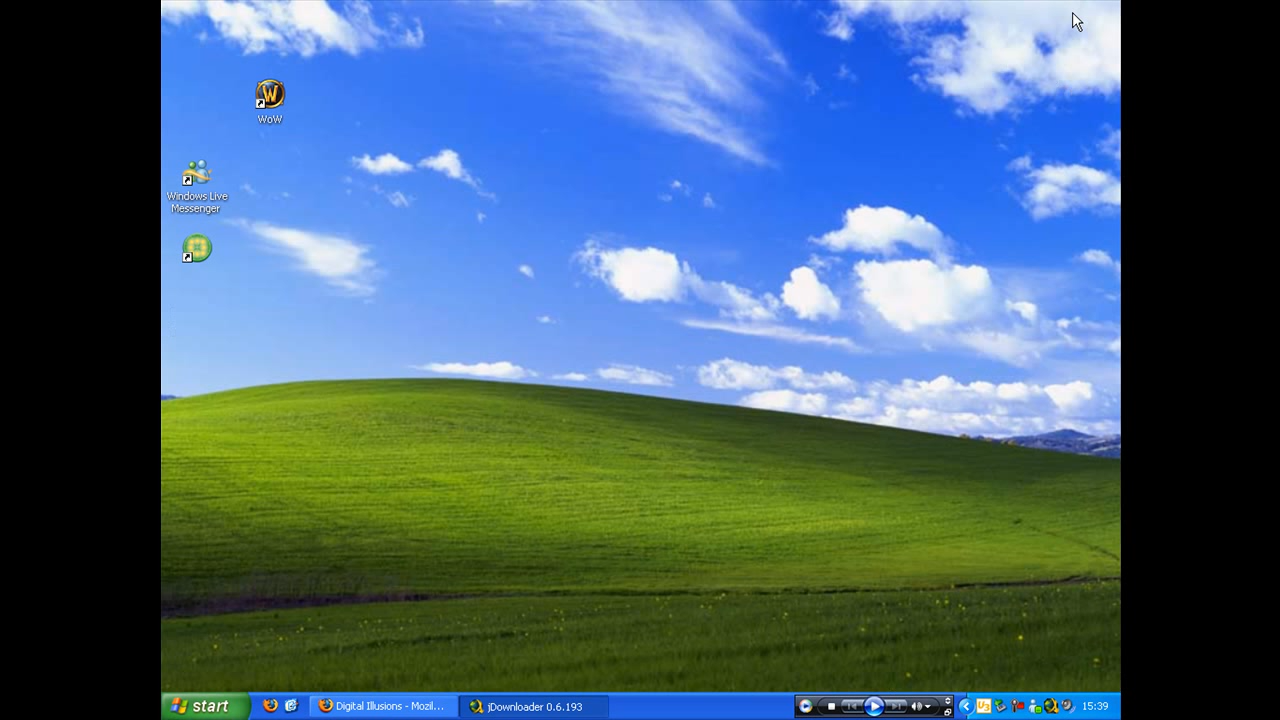 WoW
Windows Live
Messenger
start
Digital Illusions - Mozil...
jDownloader 0.6.193
15:39